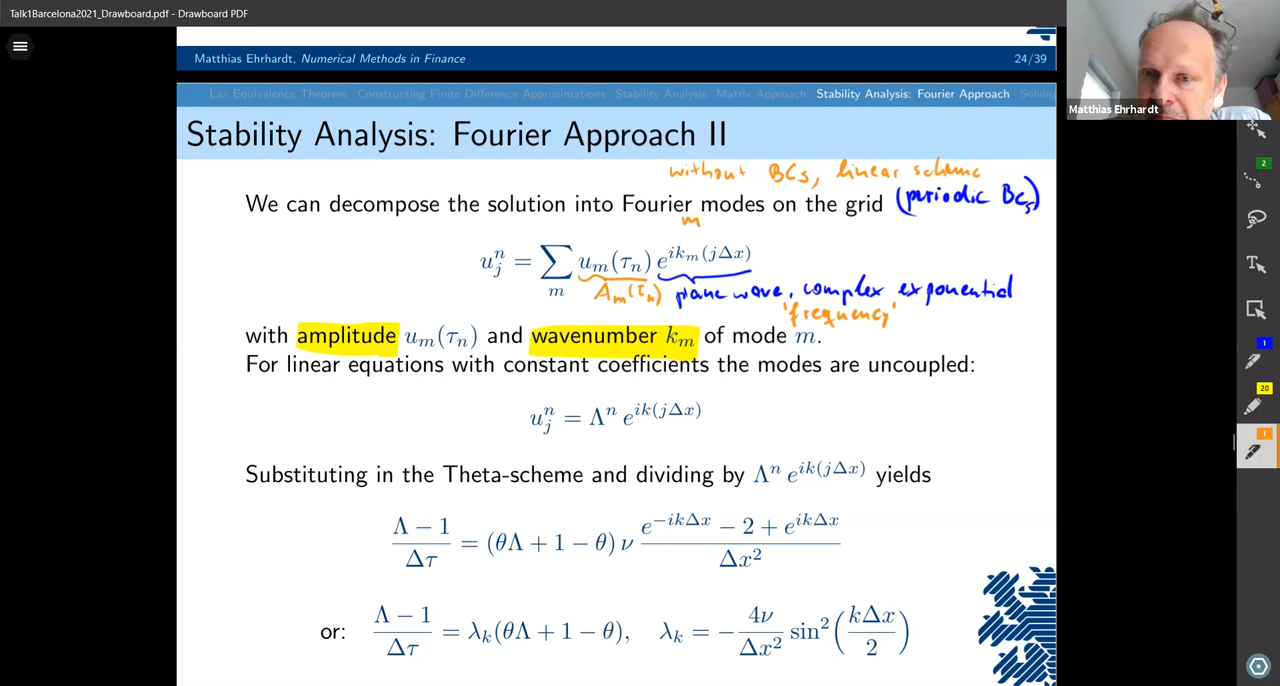 Talk1Barcelona2021_Drawboard.pdf - Drawboard PDF
Matthias Ehrhardt, Numerical Methods in Finance 24/39
Lax Equivalence Theorem Constructing Finite Difference Approximations Stability Analysis: Matrix Approach Stability Analysis: Fourier Approach Solvin
Matthias Ehrhardt
Stability Analysis: Fourier Approach II
without BCs, linear scheme
We can decompose the solution into Fourier modes on the grid (periodic BCs)
m
u_j^n = ∑_m u_m(τ_n) e^{ik_m(jΔx)}
A_m(τ_n) plane wave, complex exponential
'frequency'
with amplitude u_m(τ_n) and wavenumber k_m of mode m.
For linear equations with constant coefficients the modes are uncoupled:
u_j^n = Λ^n e^{ik(jΔx)}
Substituting in the Theta-scheme and dividing by Λ^n e^{ik(jΔx)} yields
(Λ − 1)/Δτ = (θΛ + 1 − θ) ν (e^{−ikΔx} − 2 + e^{ikΔx})/Δx²
or: (Λ − 1)/Δτ = λ_k(θΛ + 1 − θ), λ_k = −(4ν/Δx²) sin²(kΔx/2)
2
1
20
1